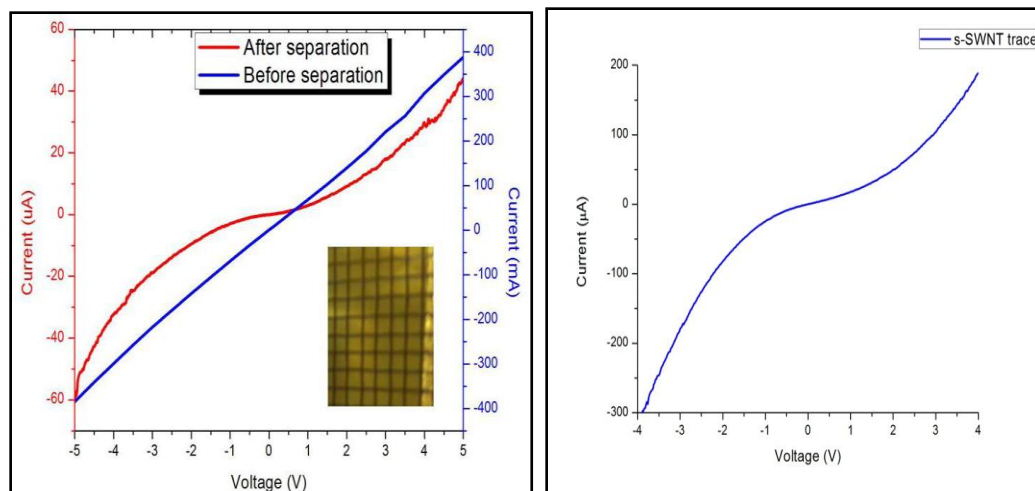 After separation
Before separation
Current (uA)
60
40
20
0
-20
-40
-60
Current (mA)
400
300
200
100
0
-100
-200
-300
-400
-5 -4 -3 -2 -1 0 1 2 3 4 5
Voltage (V)
s-SWNT trace
Current (µA)
200
100
0
-100
-200
-300
-4 -3 -2 -1 0 1 2 3 4
Voltage (V)